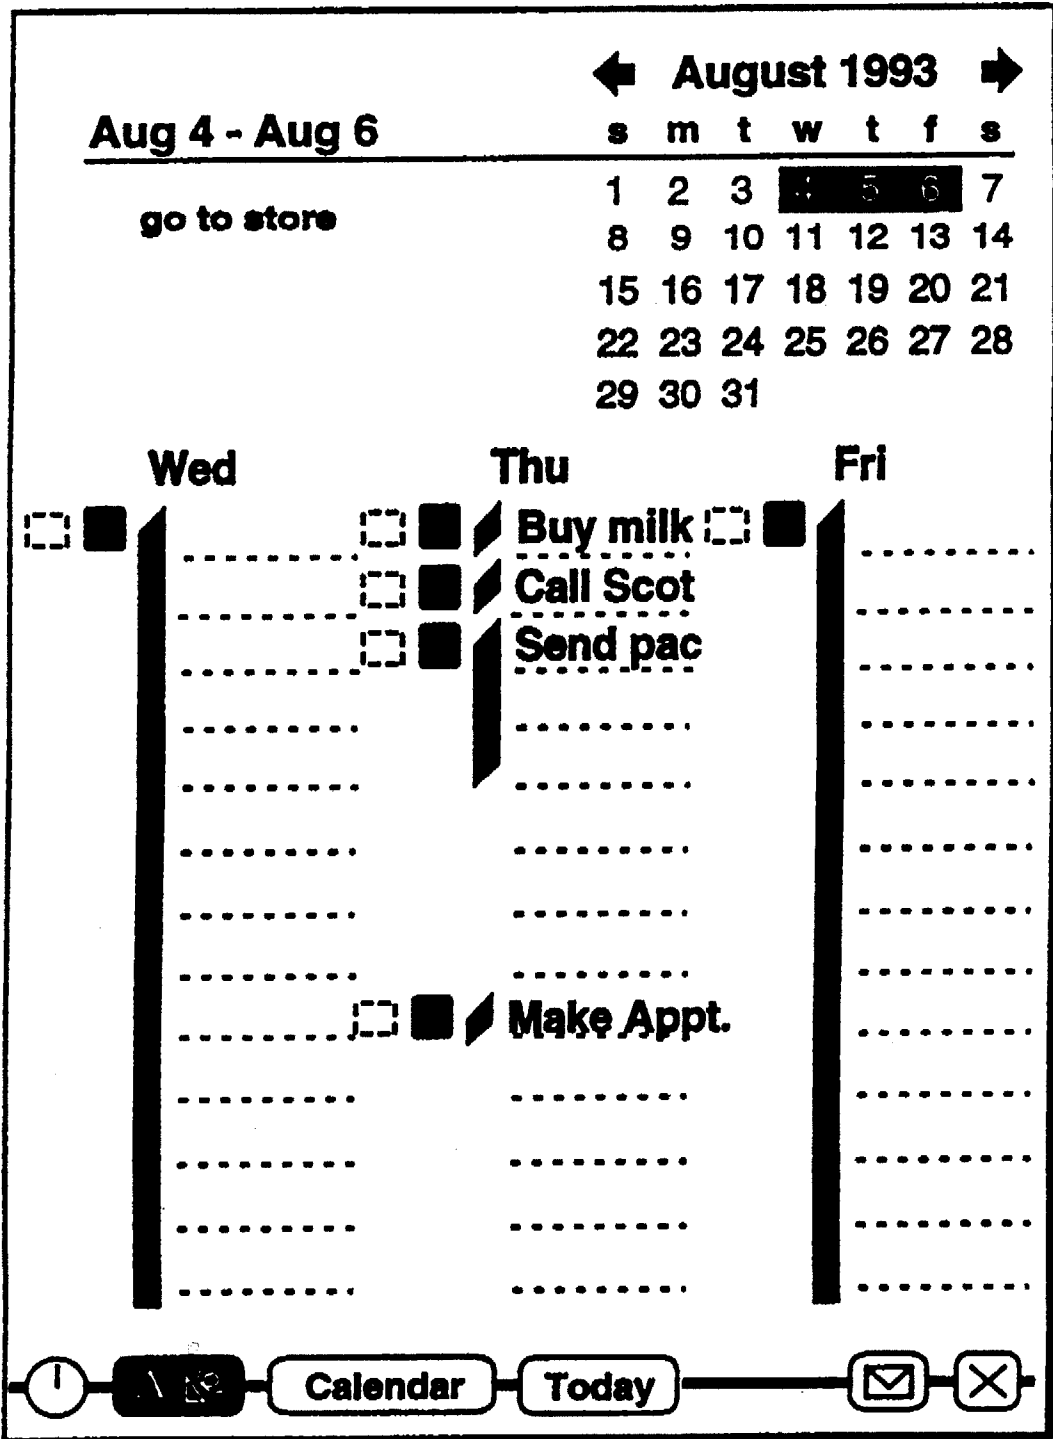 August 1993
Aug 4 - Aug 6
s m t w t f s
1 2 3 4 5 6 7
go to store
8 9 10 11 12 13 14
15 16 17 18 19 20 21
22 23 24 25 26 27 28
29 30 31
Wed Thu Fri
Buy milk
Call Scot
Send pac
Make Appt.
Calendar Today